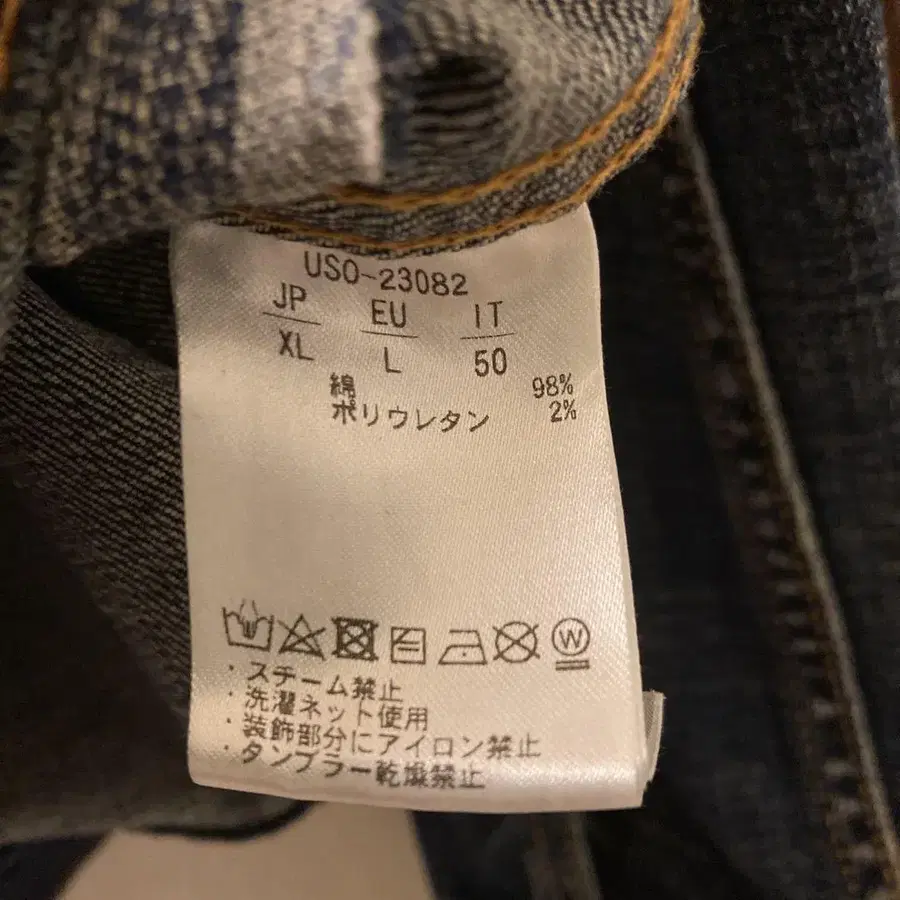 USO-23082
JP EU IT
XL L 50
綿 98%
ポリウレタン 2%
W
・スチーム禁止
・洗濯ネット使用
・装飾部分にアイロン禁止
・タンブラー乾燥禁止